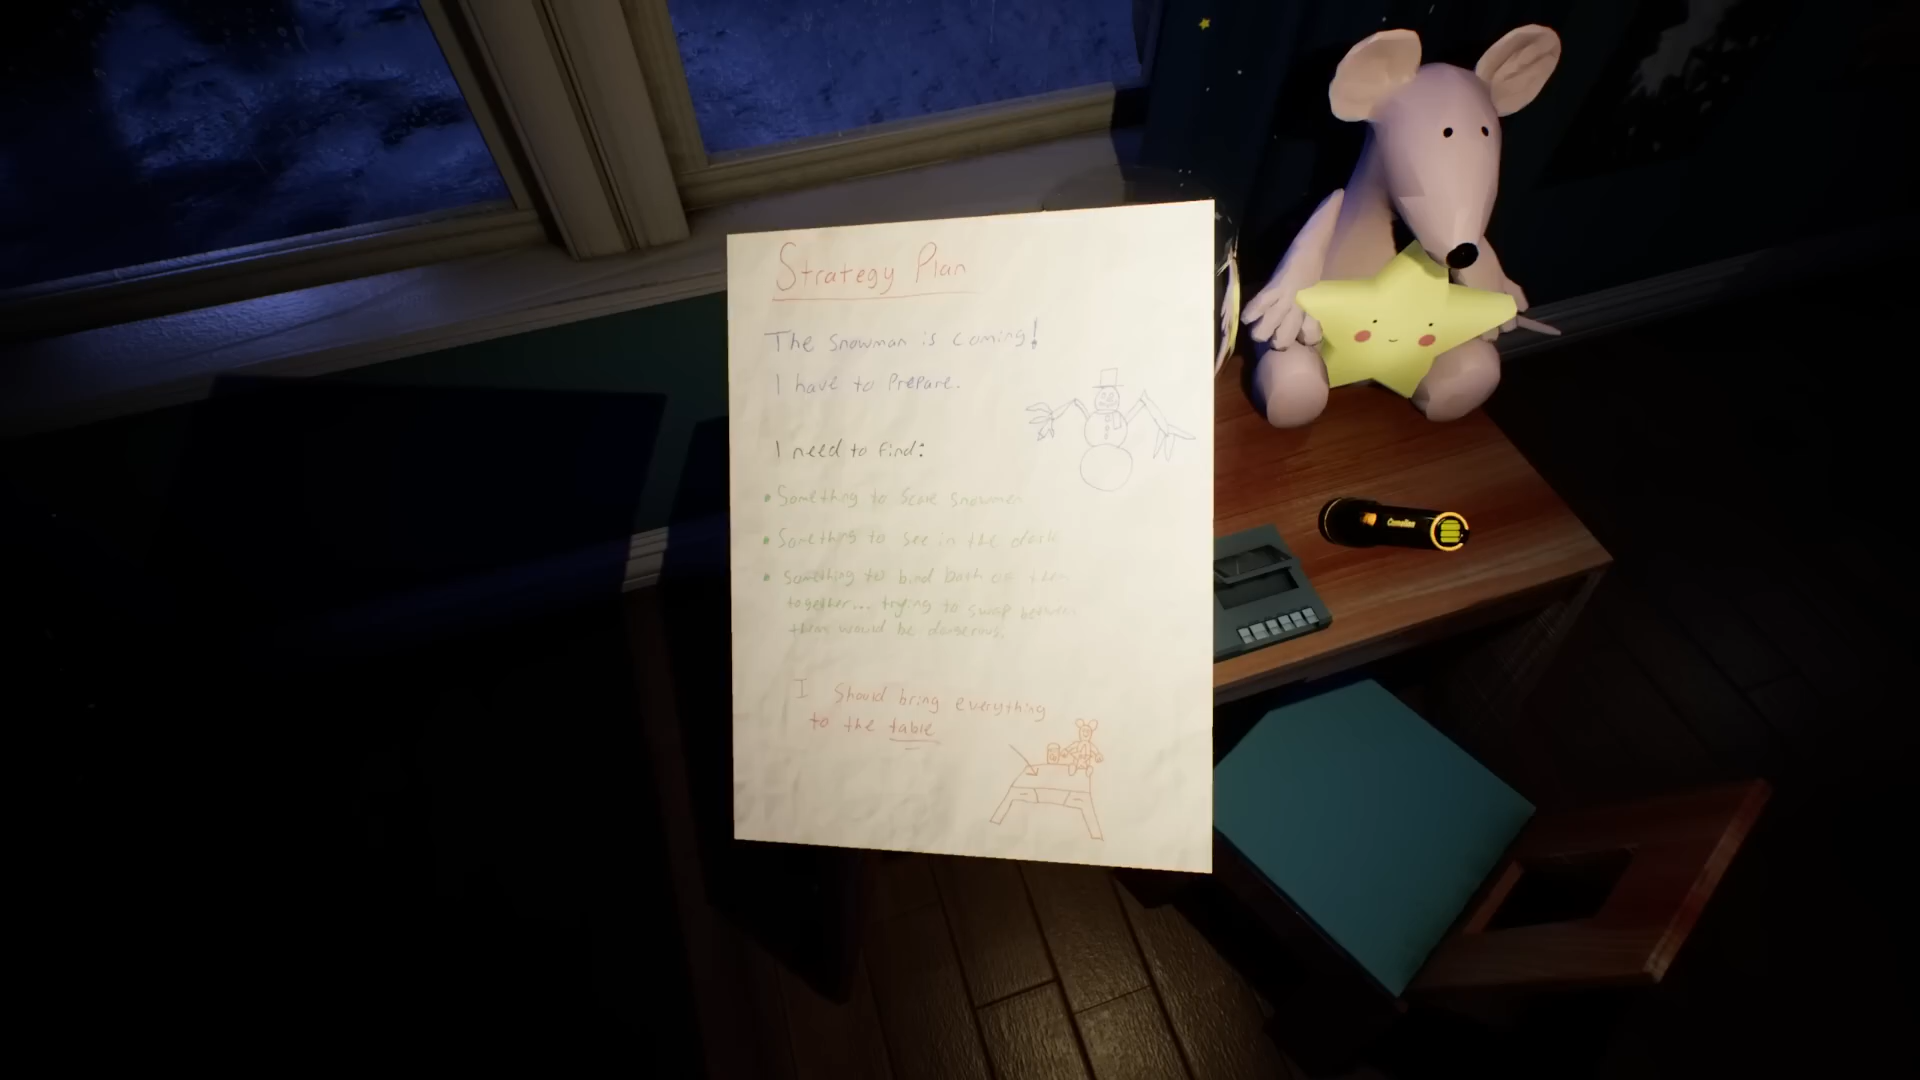 Strategy Plan
The snowman is coming!
I have to Prepare.
I need to find:
Something to scare snowmen
Something to see in the dark
Something to bind both of them
together... trying to swap between
them would be dangerous.
I should bring everything
to the table
Camelion